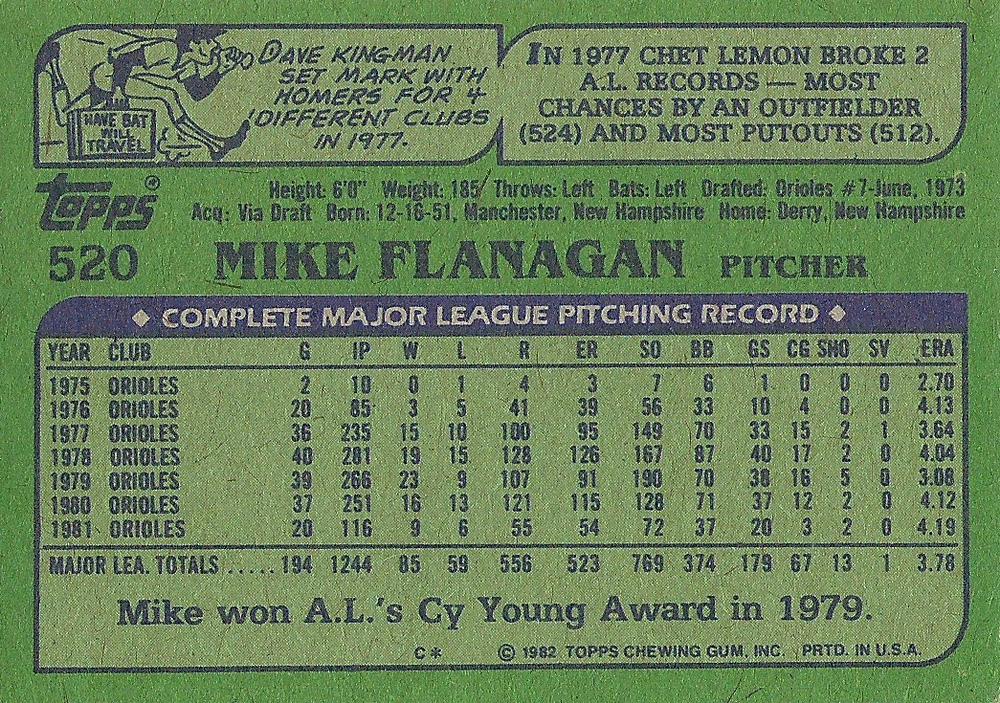 DAVE KINGMAN
SET MARK WITH
HOMERS FOR 4
DIFFERENT CLUBS
IN 1977.
HAVE BAT
WILL
TRAVEL
IN 1977 CHET LEMON BROKE 2
A.L. RECORDS — MOST
CHANCES BY AN OUTFIELDER
(524) AND MOST PUTOUTS (512).
topps®
Height: 6'0" Weight: 185 Throws: Left Bats: Left Drafted: Orioles #7-June, 1973
Acq: Via Draft Born: 12-16-51, Manchester, New Hampshire Home: Derry, New Hampshire
520 MIKE FLANAGAN PITCHER
◆ COMPLETE MAJOR LEAGUE PITCHING RECORD ◆
YEAR CLUB G IP W L R ER SO BB GS CG SHO SV ERA
1975 ORIOLES 2 10 0 1 4 3 7 6 1 0 0 0 2.70
1976 ORIOLES 20 85 3 5 41 39 56 33 10 4 0 0 4.13
1977 ORIOLES 36 235 15 10 100 95 149 70 33 15 2 1 3.64
1978 ORIOLES 40 281 19 15 128 126 167 87 40 17 2 0 4.04
1979 ORIOLES 39 266 23 9 107 91 190 70 38 16 5 0 3.08
1980 ORIOLES 37 251 16 13 121 115 128 71 37 12 2 0 4.12
1981 ORIOLES 20 116 9 6 55 54 72 37 20 3 2 0 4.19
MAJOR LEA. TOTALS ..... 194 1244 85 59 556 523 769 374 179 67 13 1 3.78
Mike won A.L.'s Cy Young Award in 1979.
C* © 1982 TOPPS CHEWING GUM, INC. PRTD. IN U.S.A.